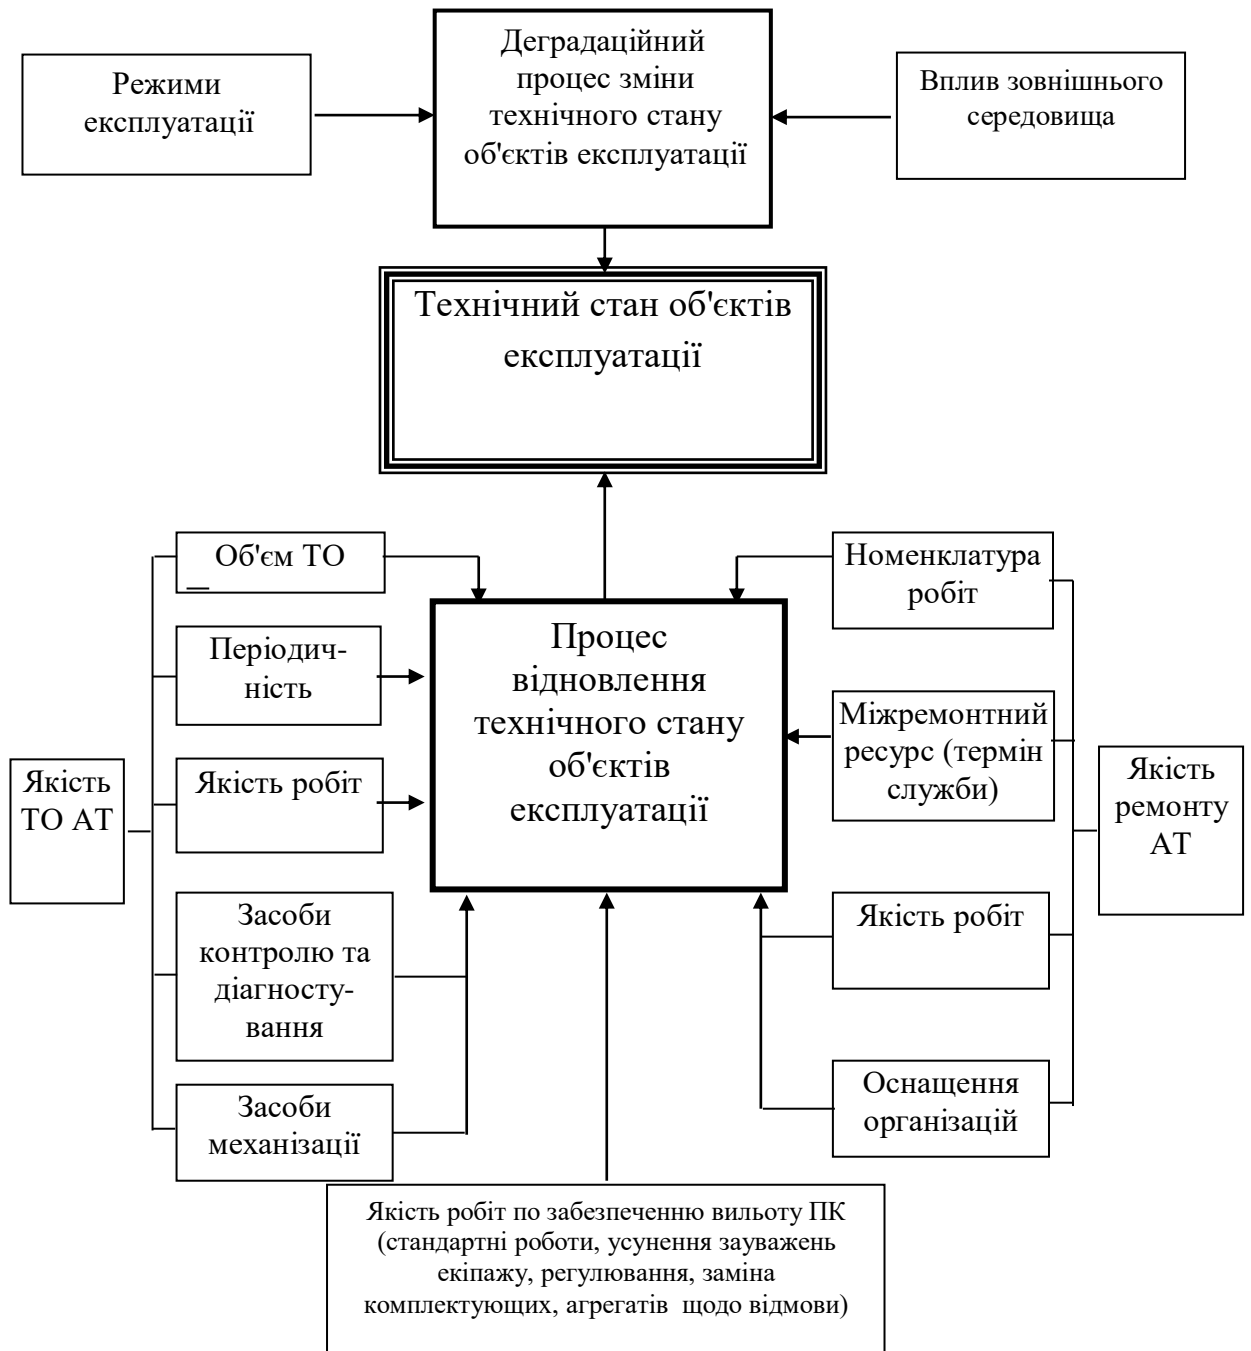 Режими
експлуатації
Деградаційний
процес зміни
технічного стану
об'єктів експлуатації
Вплив зовнішнього
середовища
Технічний стан об'єктів
експлуатації
Якість
ТО АТ
Об'єм ТО
Періодич-
ність
Якість робіт
Засоби
контролю та
діагносту-
вання
Засоби
механізації
Процес
відновлення
технічного стану
об'єктів
експлуатації
Номенклатура
робіт
Міжремонтний
ресурс (термін
служби)
Якість робіт
Оснащення
організацій
Якість
ремонту
АТ
Якість робіт по забезпеченню вильоту ПК
(стандартні роботи, усунення зауважень
екіпажу, регулювання, заміна
комплектующих, агрегатів щодо відмови)